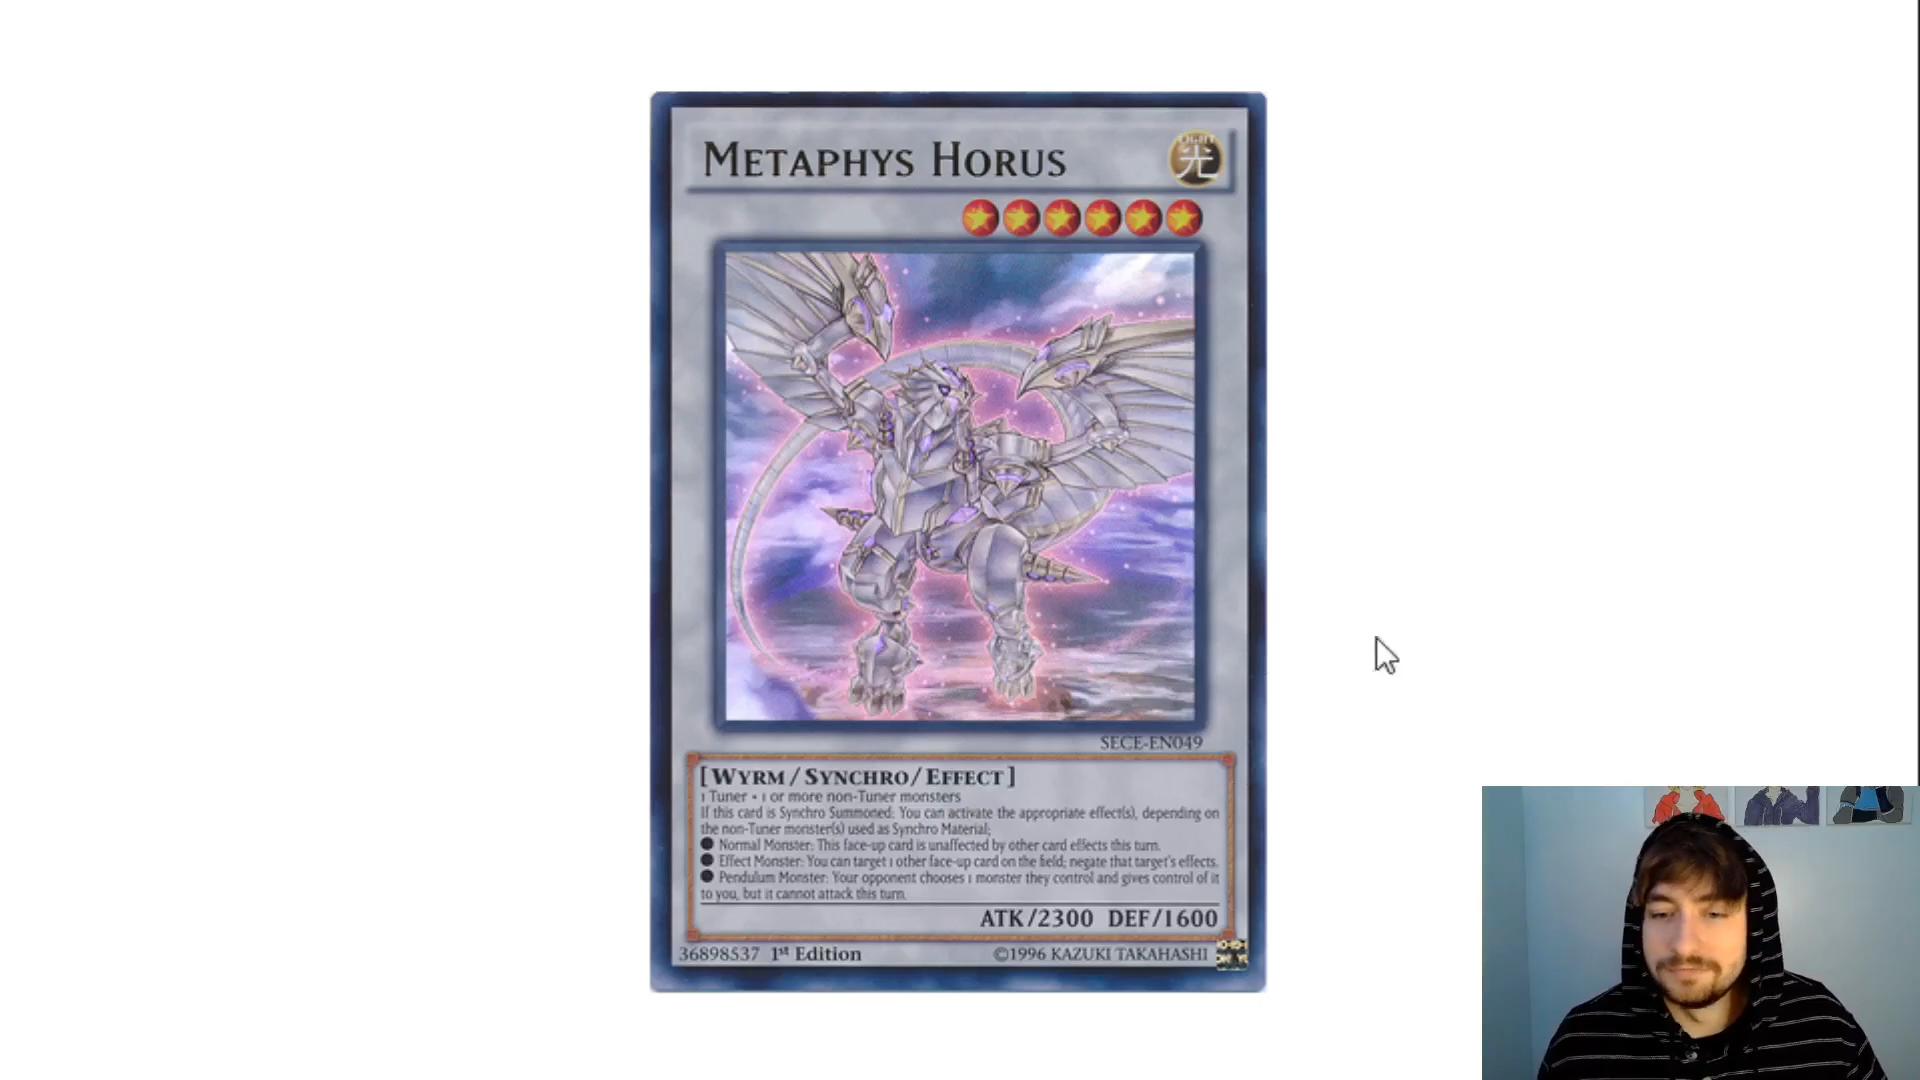 METAPHYS HORUS
LIGHT
光
SECE-EN049
[WYRM/SYNCHRO/EFFECT]
1 Tuner + 1 or more non-Tuner monsters
If this card is Synchro Summoned: You can activate the appropriate effect(s), depending on
the non-Tuner monster(s) used as Synchro Material;
● Normal Monster: This face-up card is unaffected by other card effects this turn.
● Effect Monster: You can target 1 other face-up card on the field; negate that target's effects.
● Pendulum Monster: Your opponent chooses 1 monster they control and gives control of it
to you, but it cannot attack this turn.
ATK/2300 DEF/1600
36898537 1st Edition ©1996 KAZUKI TAKAHASHI